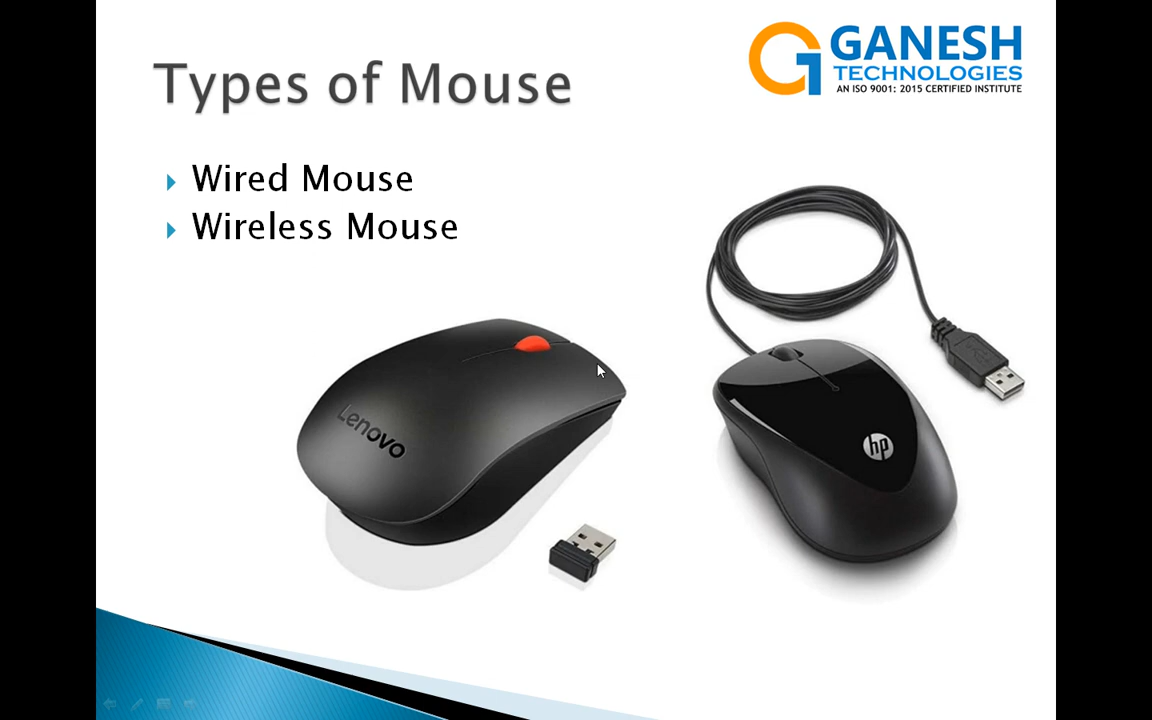 GANESH
TECHNOLOGIES
AN ISO 9001: 2015 CERTIFIED INSTITUTE
Types of Mouse
Wired Mouse
Wireless Mouse
Lenovo
hp